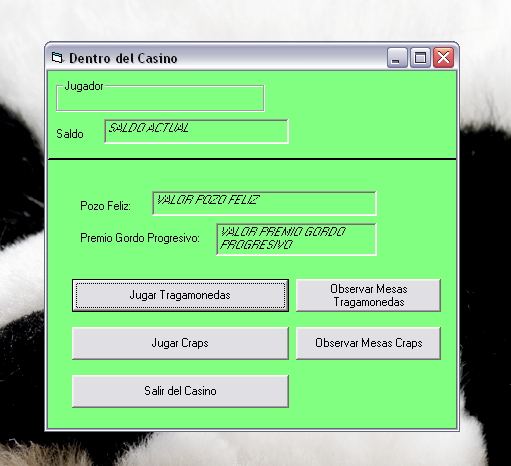 Dentro del Casino
Jugador
Saldo
SALDO ACTUAL
Pozo Feliz:
VALOR POZO FELIZ
Premio Gordo Progresivo:
VALOR PREMIO GORDO
PROGRESIVO
Jugar Tragamonedas
Observar Mesas
Tragamonedas
Jugar Craps
Observar Mesas Craps
Salir del Casino